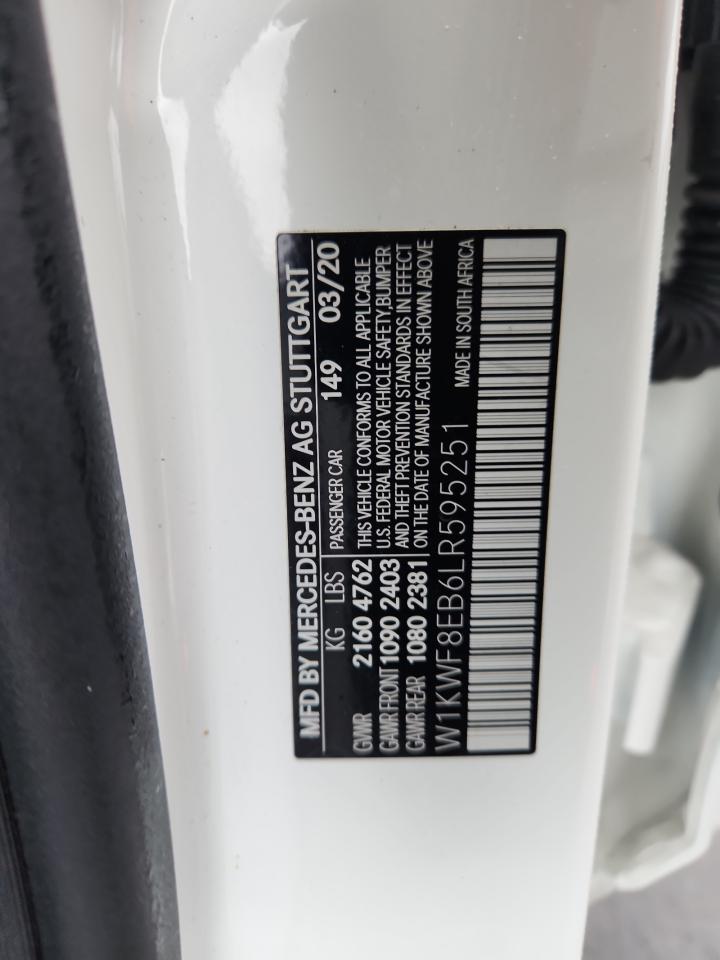 MFD BY MERCEDES-BENZ AG STUTTGART
KG LBS PASSENGER CAR 149 03/20
GVWR 2160 4762 THIS VEHICLE CONFORMS TO ALL APPLICABLE
GAWR FRONT 1090 2403 U.S. FEDERAL MOTOR VEHICLE SAFETY,BUMPER
GAWR REAR 1080 2381 AND THEFT PREVENTION STANDARDS IN EFFECT
ON THE DATE OF MANUFACTURE SHOWN ABOVE
W1KWF8EB6LR595251 MADE IN SOUTH AFRICA